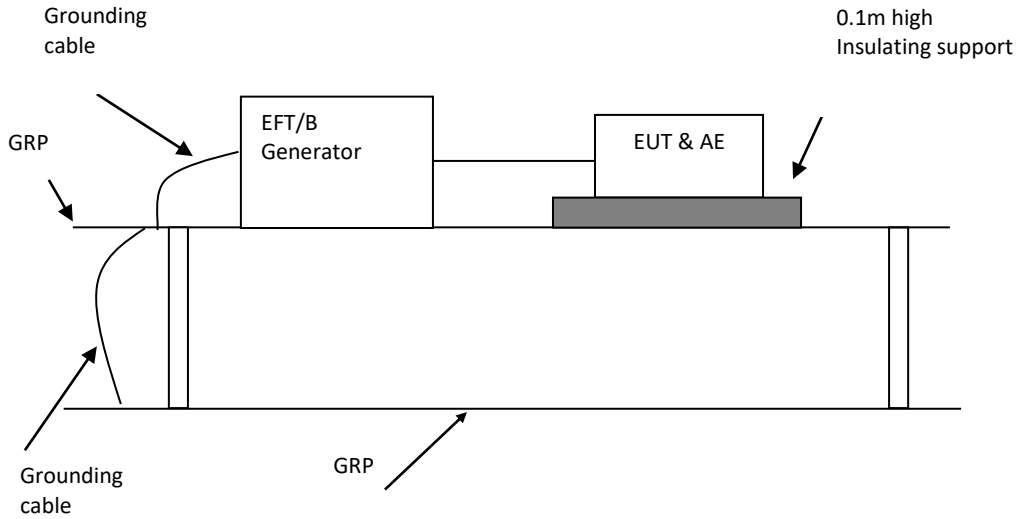 Grounding
cable
0.1m high
Insulating support
GRP
EFT/B
Generator
EUT & AE
Grounding
cable
GRP